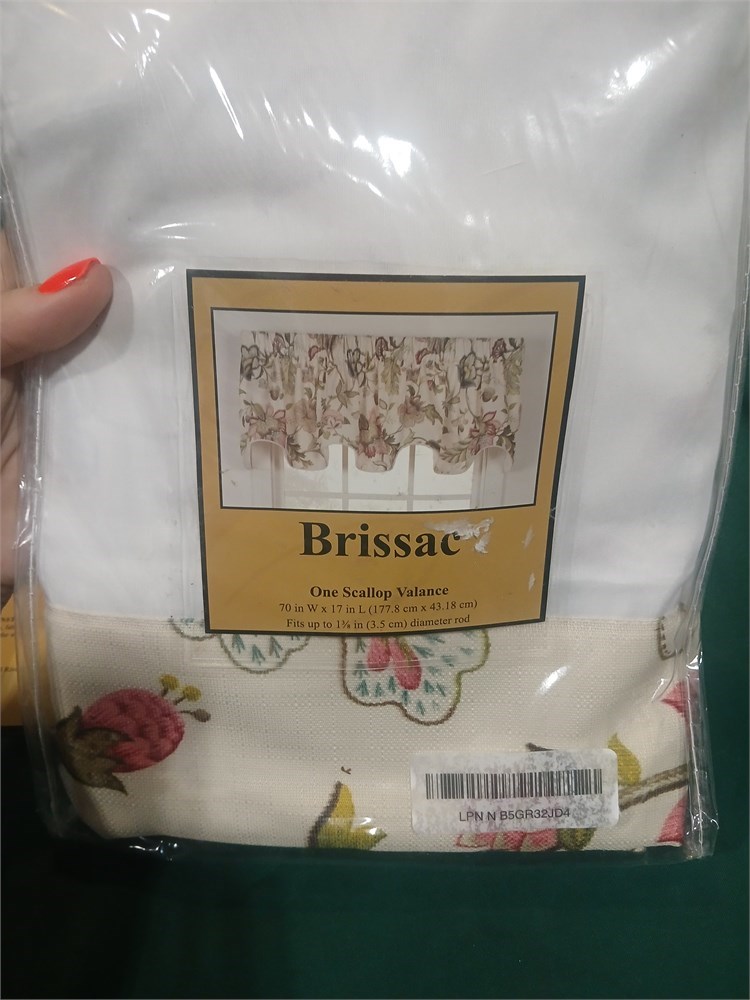 Brissac
One Scallop Valance
70 in W x 17 in L (177.8 cm x 43.18 cm)
Fits up to 1⅜ in (3.5 cm) diameter rod
LPN N B5GR32JD4